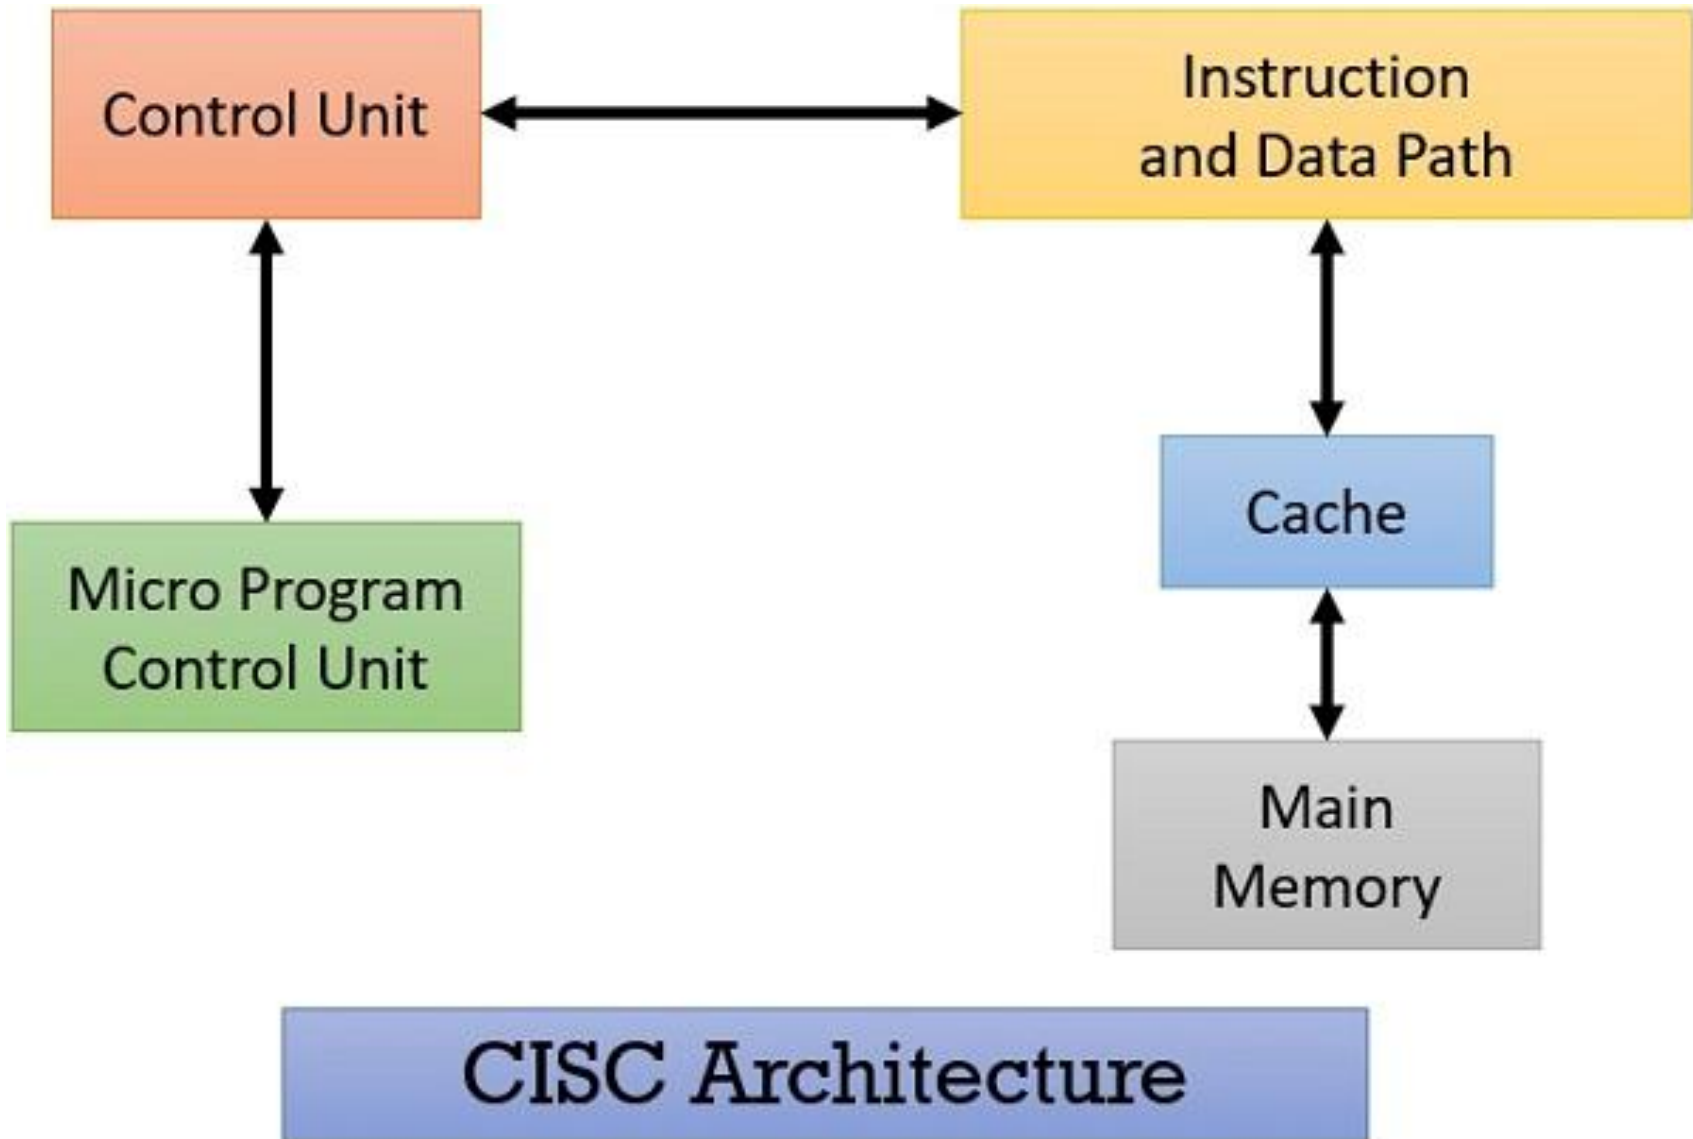 Control Unit
Instruction
and Data Path
Cache
Micro Program
Control Unit
Main
Memory
CISC Architecture